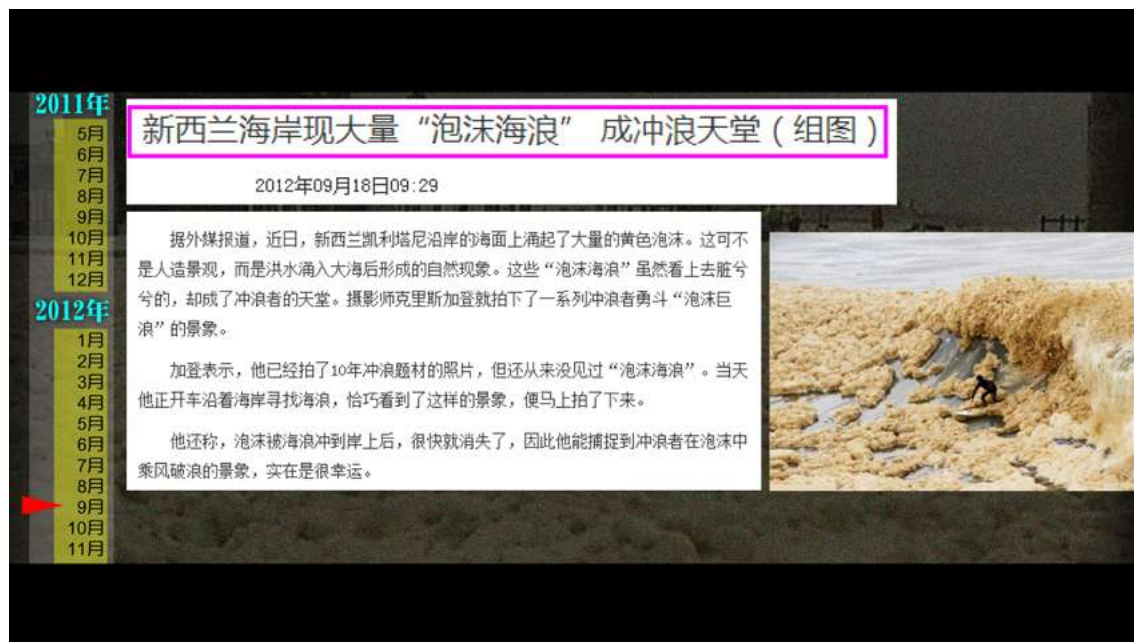 2011年
5月
6月
7月
8月
9月
10月
11月
12月
2012年
1月
2月
3月
4月
5月
6月
7月
8月
9月
10月
11月
新西兰海岸现大量“泡沫海浪” 成冲浪天堂（组图）
2012年09月18日09:29
据外媒报道，近日，新西兰凯利塔尼沿岸的海面上涌起了大量的黄色泡沫。这可不
是人造景观，而是洪水涌入大海后形成的自然现象。这些“泡沫海浪”虽然看上去脏兮
兮的，却成了冲浪者的天堂。摄影师克里斯加登就拍下了一系列冲浪者勇斗“泡沫巨
浪”的景象。
加登表示，他已经拍了10年冲浪题材的照片，但还从来没见过“泡沫海浪”。当天
他正开车沿着海岸寻找海浪，恰巧看到了这样的景象，便马上拍了下来。
他还称，泡沫被海浪冲到岸上后，很快就消失了，因此他能捕捉到冲浪者在泡沫中
乘风破浪的景象，实在是很幸运。